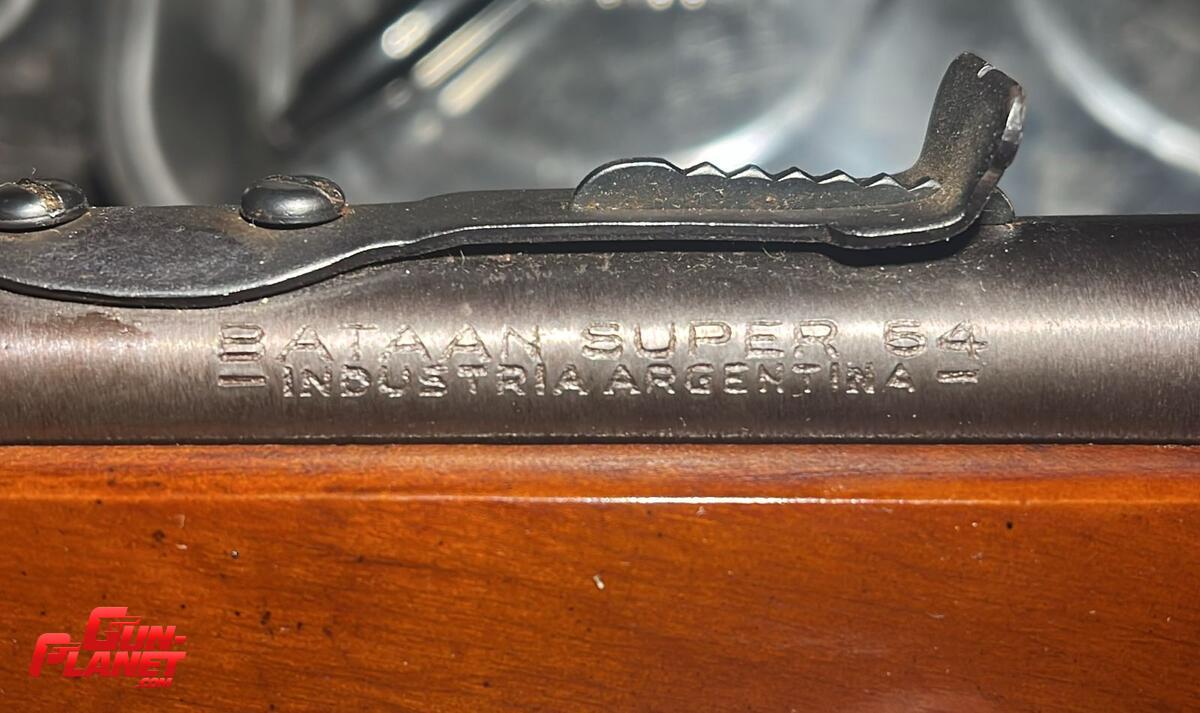 BATAAN SUPER 64
- INDUSTRIA ARGENTINA -
GUN-
PLANET
.COM